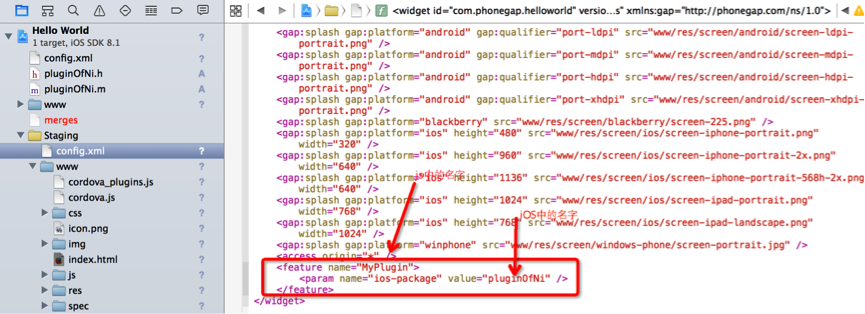 <widget id="com.phonegap.helloworld" versio...s" xmlns:gap="http://phonegap.com/ns/1.0">
Hello World
1 target, iOS SDK 8.1
?
config.xml
?
pluginOfNi.h
A
pluginOfNi.m
A
www
?
merges
Staging
config.xml
?
www
?
cordova_plugins.js
?
cordova.js
?
css
?
icon.png
?
img
?
index.html
?
js
?
res
?
spec
?
<gap:splash gap:platform="android" gap:qualifier="port-ldpi" src="www/res/screen/android/screen-ldpi-
portrait.png" />
<gap:splash gap:platform="android" gap:qualifier="port-mdpi" src="www/res/screen/android/screen-mdpi-
portrait.png" />
<gap:splash gap:platform="android" gap:qualifier="port-hdpi" src="www/res/screen/android/screen-hdpi-
portrait.png" />
<gap:splash gap:platform="android" gap:qualifier="port-xhdpi" src="www/res/screen/android/screen-xhdpi-
portrait.png" />
<gap:splash gap:platform="blackberry" src="www/res/screen/blackberry/screen-225.png" />
<gap:splash gap:platform="ios" height="480" src="www/res/screen/ios/screen-iphone-portrait.png"
width="320" />
<gap:splash gap:platform="ios" height="960" src="www/res/screen/ios/screen-iphone-portrait-2x.png"
width="640" />
<gap:splash gap:platform="ios" height="1136" src="www/res/screen/ios/screen-iphone-portrait-568h-2x.png"
width="640" />
<gap:splash gap:platform="ios" height="1024" src="www/res/screen/ios/screen-ipad-portrait.png"
width="768" />
<gap:splash gap:platform="ios" height="768" src="www/res/screen/ios/screen-ipad-landscape.png"
width="1024" />
<gap:splash gap:platform="winphone" src="www/res/screen/windows-phone/screen-portrait.jpg" />
<access origin="*" />
<feature name="MyPlugin">
<param name="ios-package" value="pluginOfNi" />
</feature>
</widget>
js中的名字
iOS中的名字